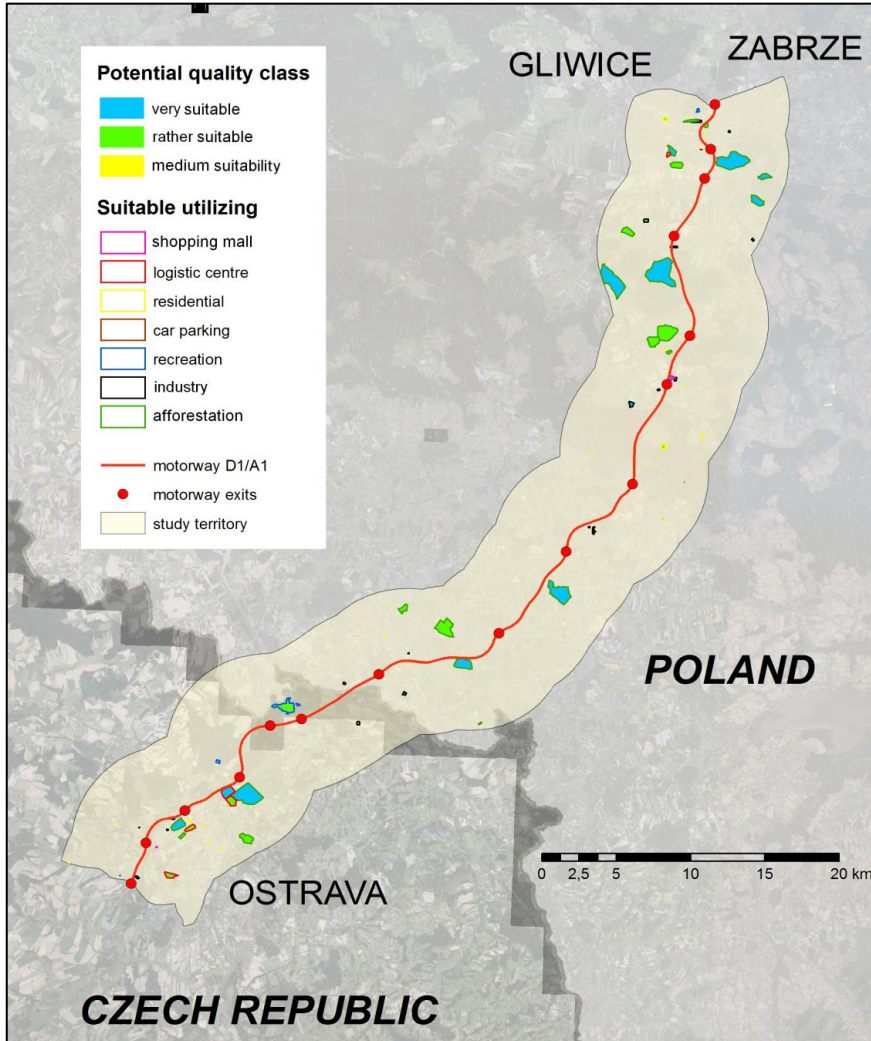 GLIWICE
ZABRZE
Potential quality class
very suitable
rather suitable
medium suitability
Suitable utilizing
shopping mall
logistic centre
residential
car parking
recreation
industry
afforestation
motorway D1/A1
motorway exits
study territory
POLAND
0 2,5 5 10 15 20 km
OSTRAVA
CZECH REPUBLIC